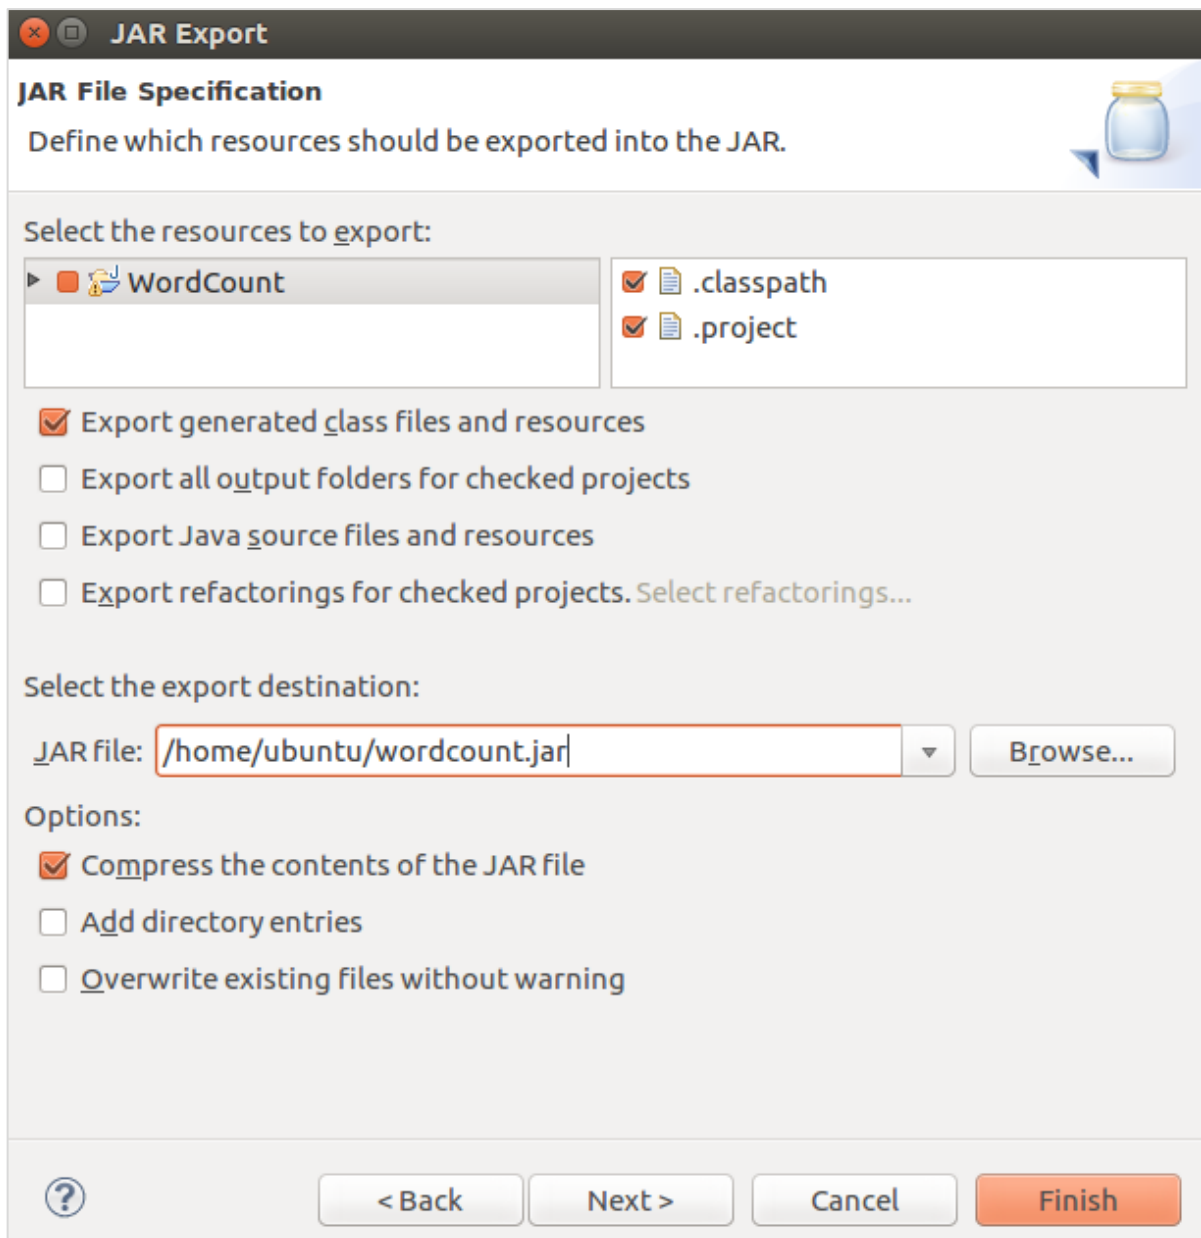 JAR Export
JAR File Specification
Define which resources should be exported into the JAR.
Select the resources to export:
WordCount
.classpath
.project
Export generated class files and resources
Export all output folders for checked projects
Export Java source files and resources
Export refactorings for checked projects. Select refactorings...
Select the export destination:
JAR file: /home/ubuntu/wordcount.jar Browse...
Options:
Compress the contents of the JAR file
Add directory entries
Overwrite existing files without warning
? < Back Next > Cancel Finish